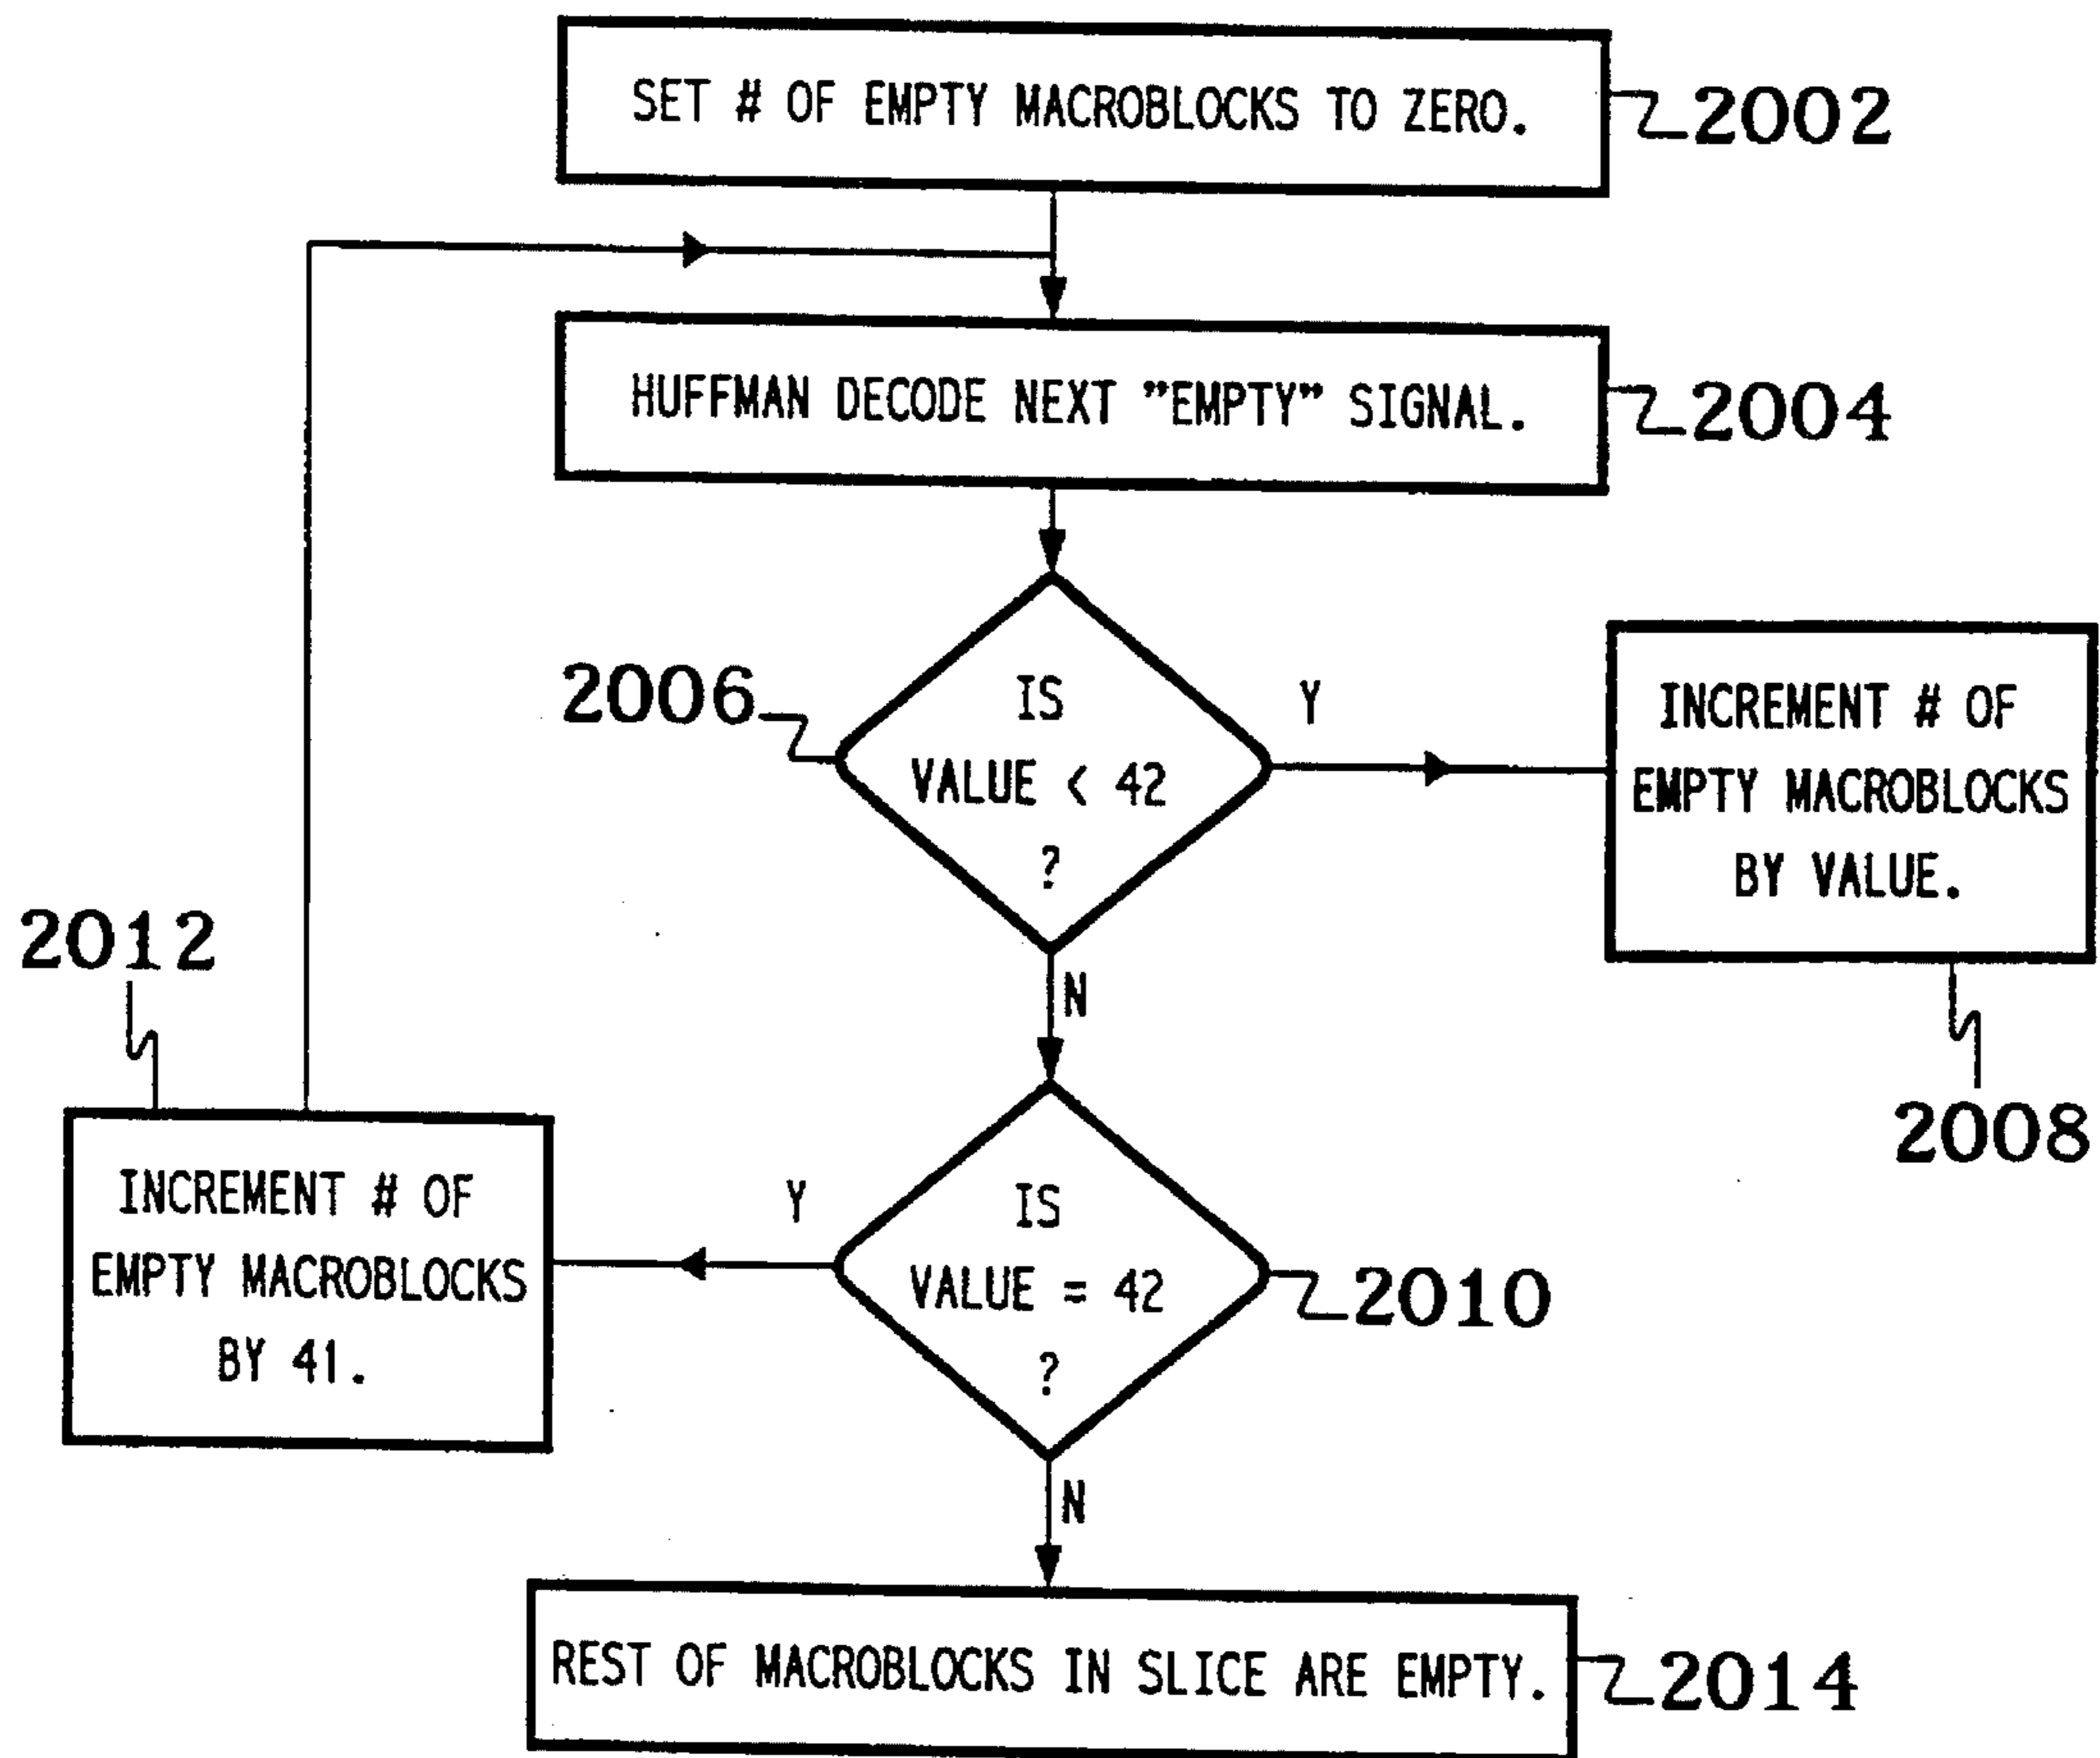 SET # OF EMPTY MACROBLOCKS TO ZERO.
2002
HUFFMAN DECODE NEXT "EMPTY" SIGNAL.
2004
2006
IS
VALUE < 42
?
Y
INCREMENT # OF
EMPTY MACROBLOCKS
BY VALUE.
2008
N
2012
INCREMENT # OF
EMPTY MACROBLOCKS
BY 41.
Y
IS
VALUE = 42
?
2010
N
REST OF MACROBLOCKS IN SLICE ARE EMPTY.
2014